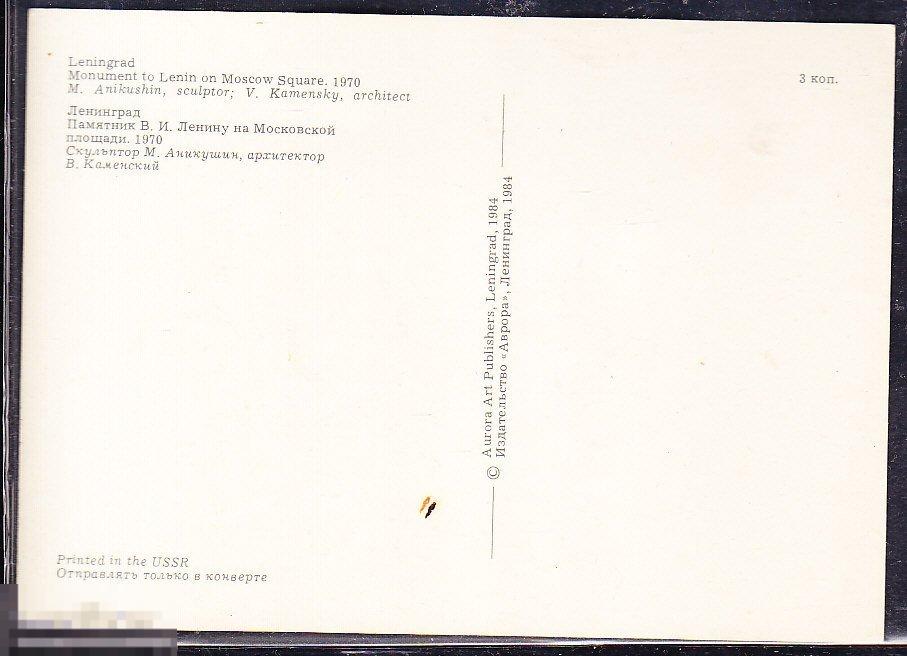 Leningrad
Monument to Lenin on Moscow Square. 1970
M. Anikushin, sculptor; V. Kamensky, architect
Ленинград
Памятник В. И. Ленину на Московской
площади. 1970
Скульптор М. Аникушин, архитектор
В. Каменский
3 коп.
© Aurora Art Publishers, Leningrad, 1984
Издательство «Аврора», Ленинград, 1984
Printed in the USSR
Отправлять только в конверте